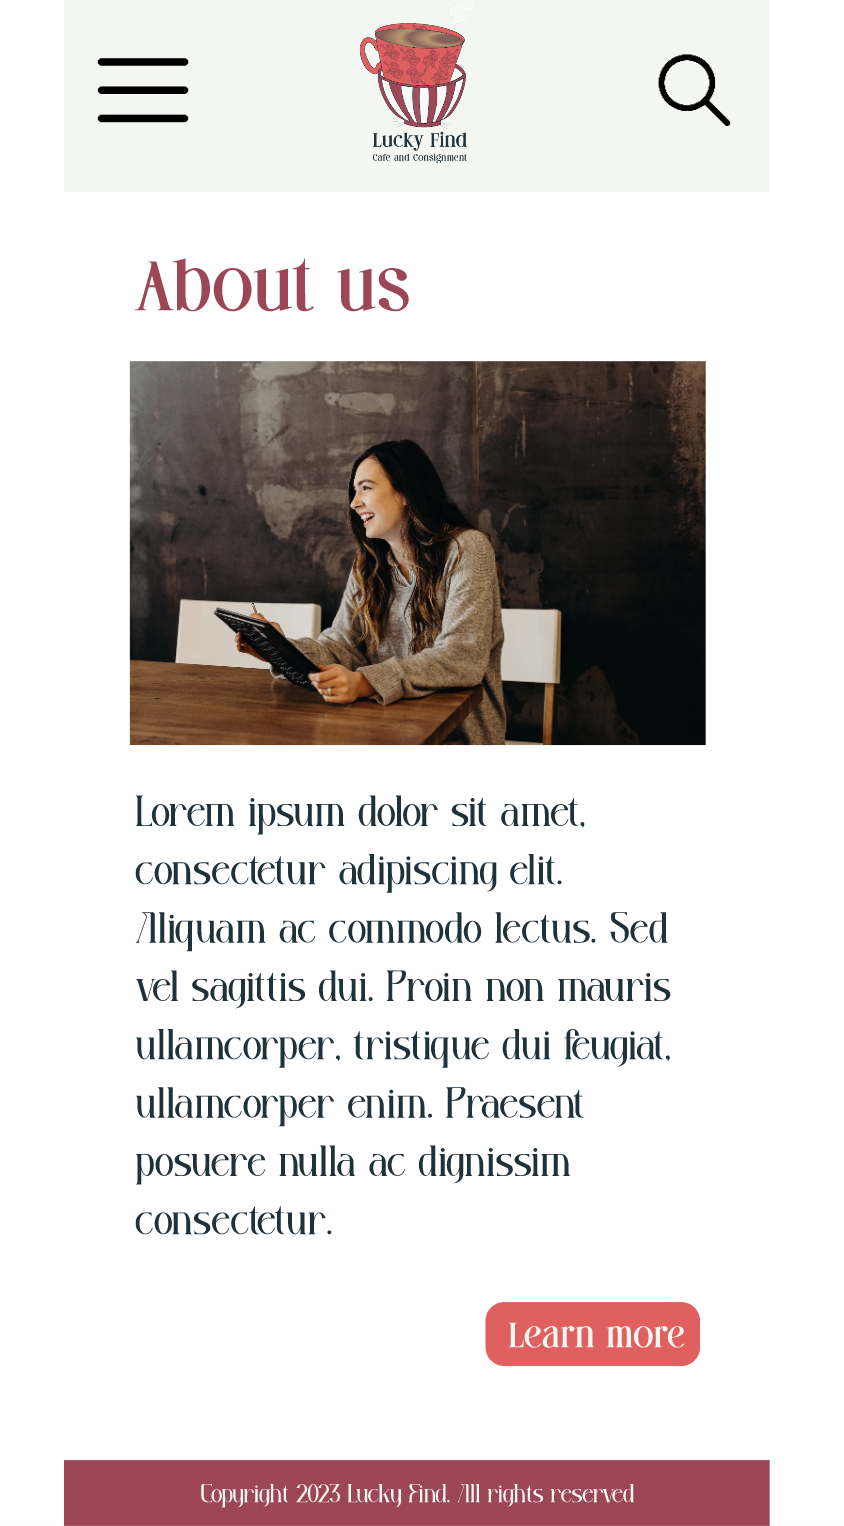 Lucky Find
Cafe and Consignment
About us
Lorem ipsum dolor sit amet,
consectetur adipiscing elit.
Aliquam ac commodo lectus. Sed
vel sagittis dui. Proin non mauris
ullamcorper, tristique dui feugiat,
ullamcorper enim. Praesent
posuere nulla ac dignissim
consectetur.
Learn more
Copyright 2023 Lucky Find. All rights reserved